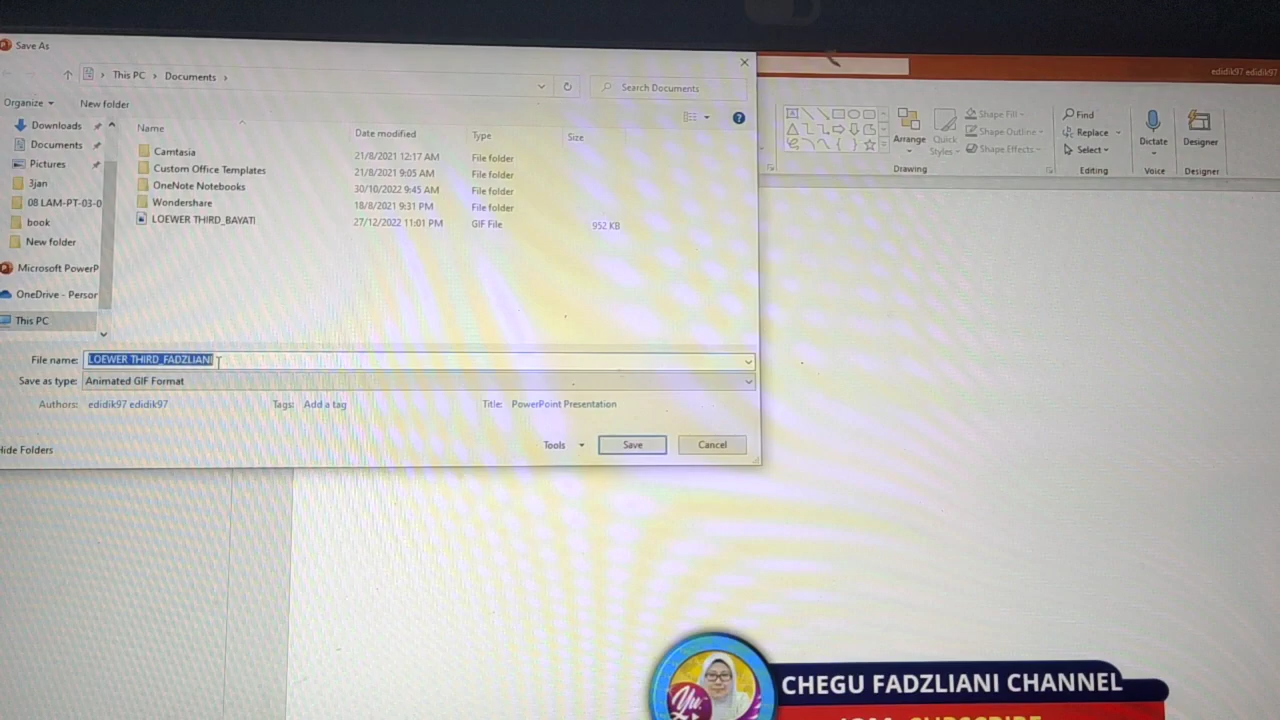 Save As
edidik97 edidik97
This PC > Documents >
Search Documents
Organize
New folder
Name
Date modified
Type
Size
Downloads
Documents
Pictures
3jan
08 LAM-PT-03-0
book
New folder
Microsoft PowerP
OneDrive - Person
This PC
Camtasia 21/8/2021 12:17 AM File folder
Custom Office Templates 21/8/2021 9:05 AM File folder
OneNote Notebooks 30/10/2022 9:45 AM File folder
Wondershare 18/8/2021 9:31 PM File folder
LOEWER THIRD_BAYATI 27/12/2022 11:01 PM GIF File 952 KB
File name: LOEWER THIRD_FADZLIANI
Save as type: Animated GIF Format
Authors: edidik97 edidik97
Tags: Add a tag
Title: PowerPoint Presentation
Hide Folders
Tools
Save
Cancel
Arrange
Quick
Styles
Shape Fill
Shape Outline
Shape Effects
Drawing
Find
Replace
Select
Editing
Dictate
Voice
Designer
Designer
CHEGU FADZLIANI CHANNEL
SUBSCRIBE